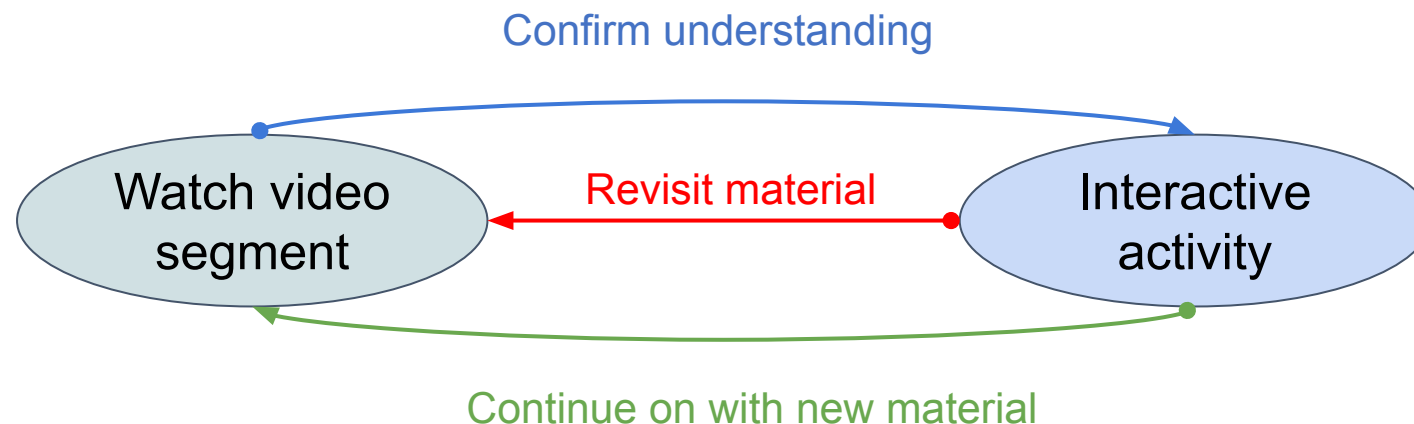 Confirm understanding
Watch video
segment
Revisit material
Interactive
activity
Continue on with new material